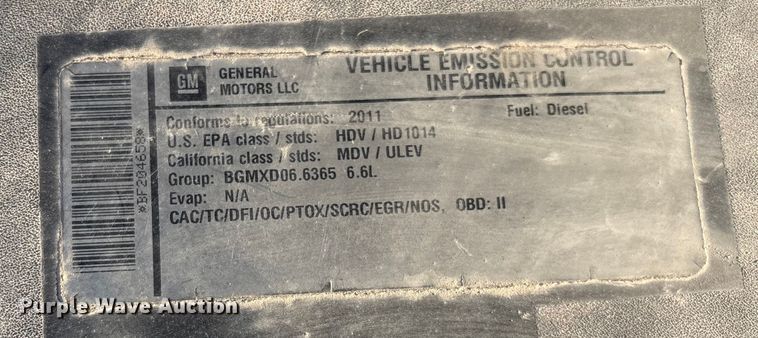 GM
GENERAL
MOTORS LLC
VEHICLE EMISSION CONTROL
INFORMATION
Conforms to regulations: 2011
Fuel: Diesel
U.S. EPA class / stds: HDV / HD1014
California class / stds: MDV / ULEV
Group: BGMXD06.6365 6.6L
Evap: N/A
CAC/TC/DFI/OC/PTOX/SCRC/EGR/NOS, OBD: II
*BF204658*
Purple Wave Auction